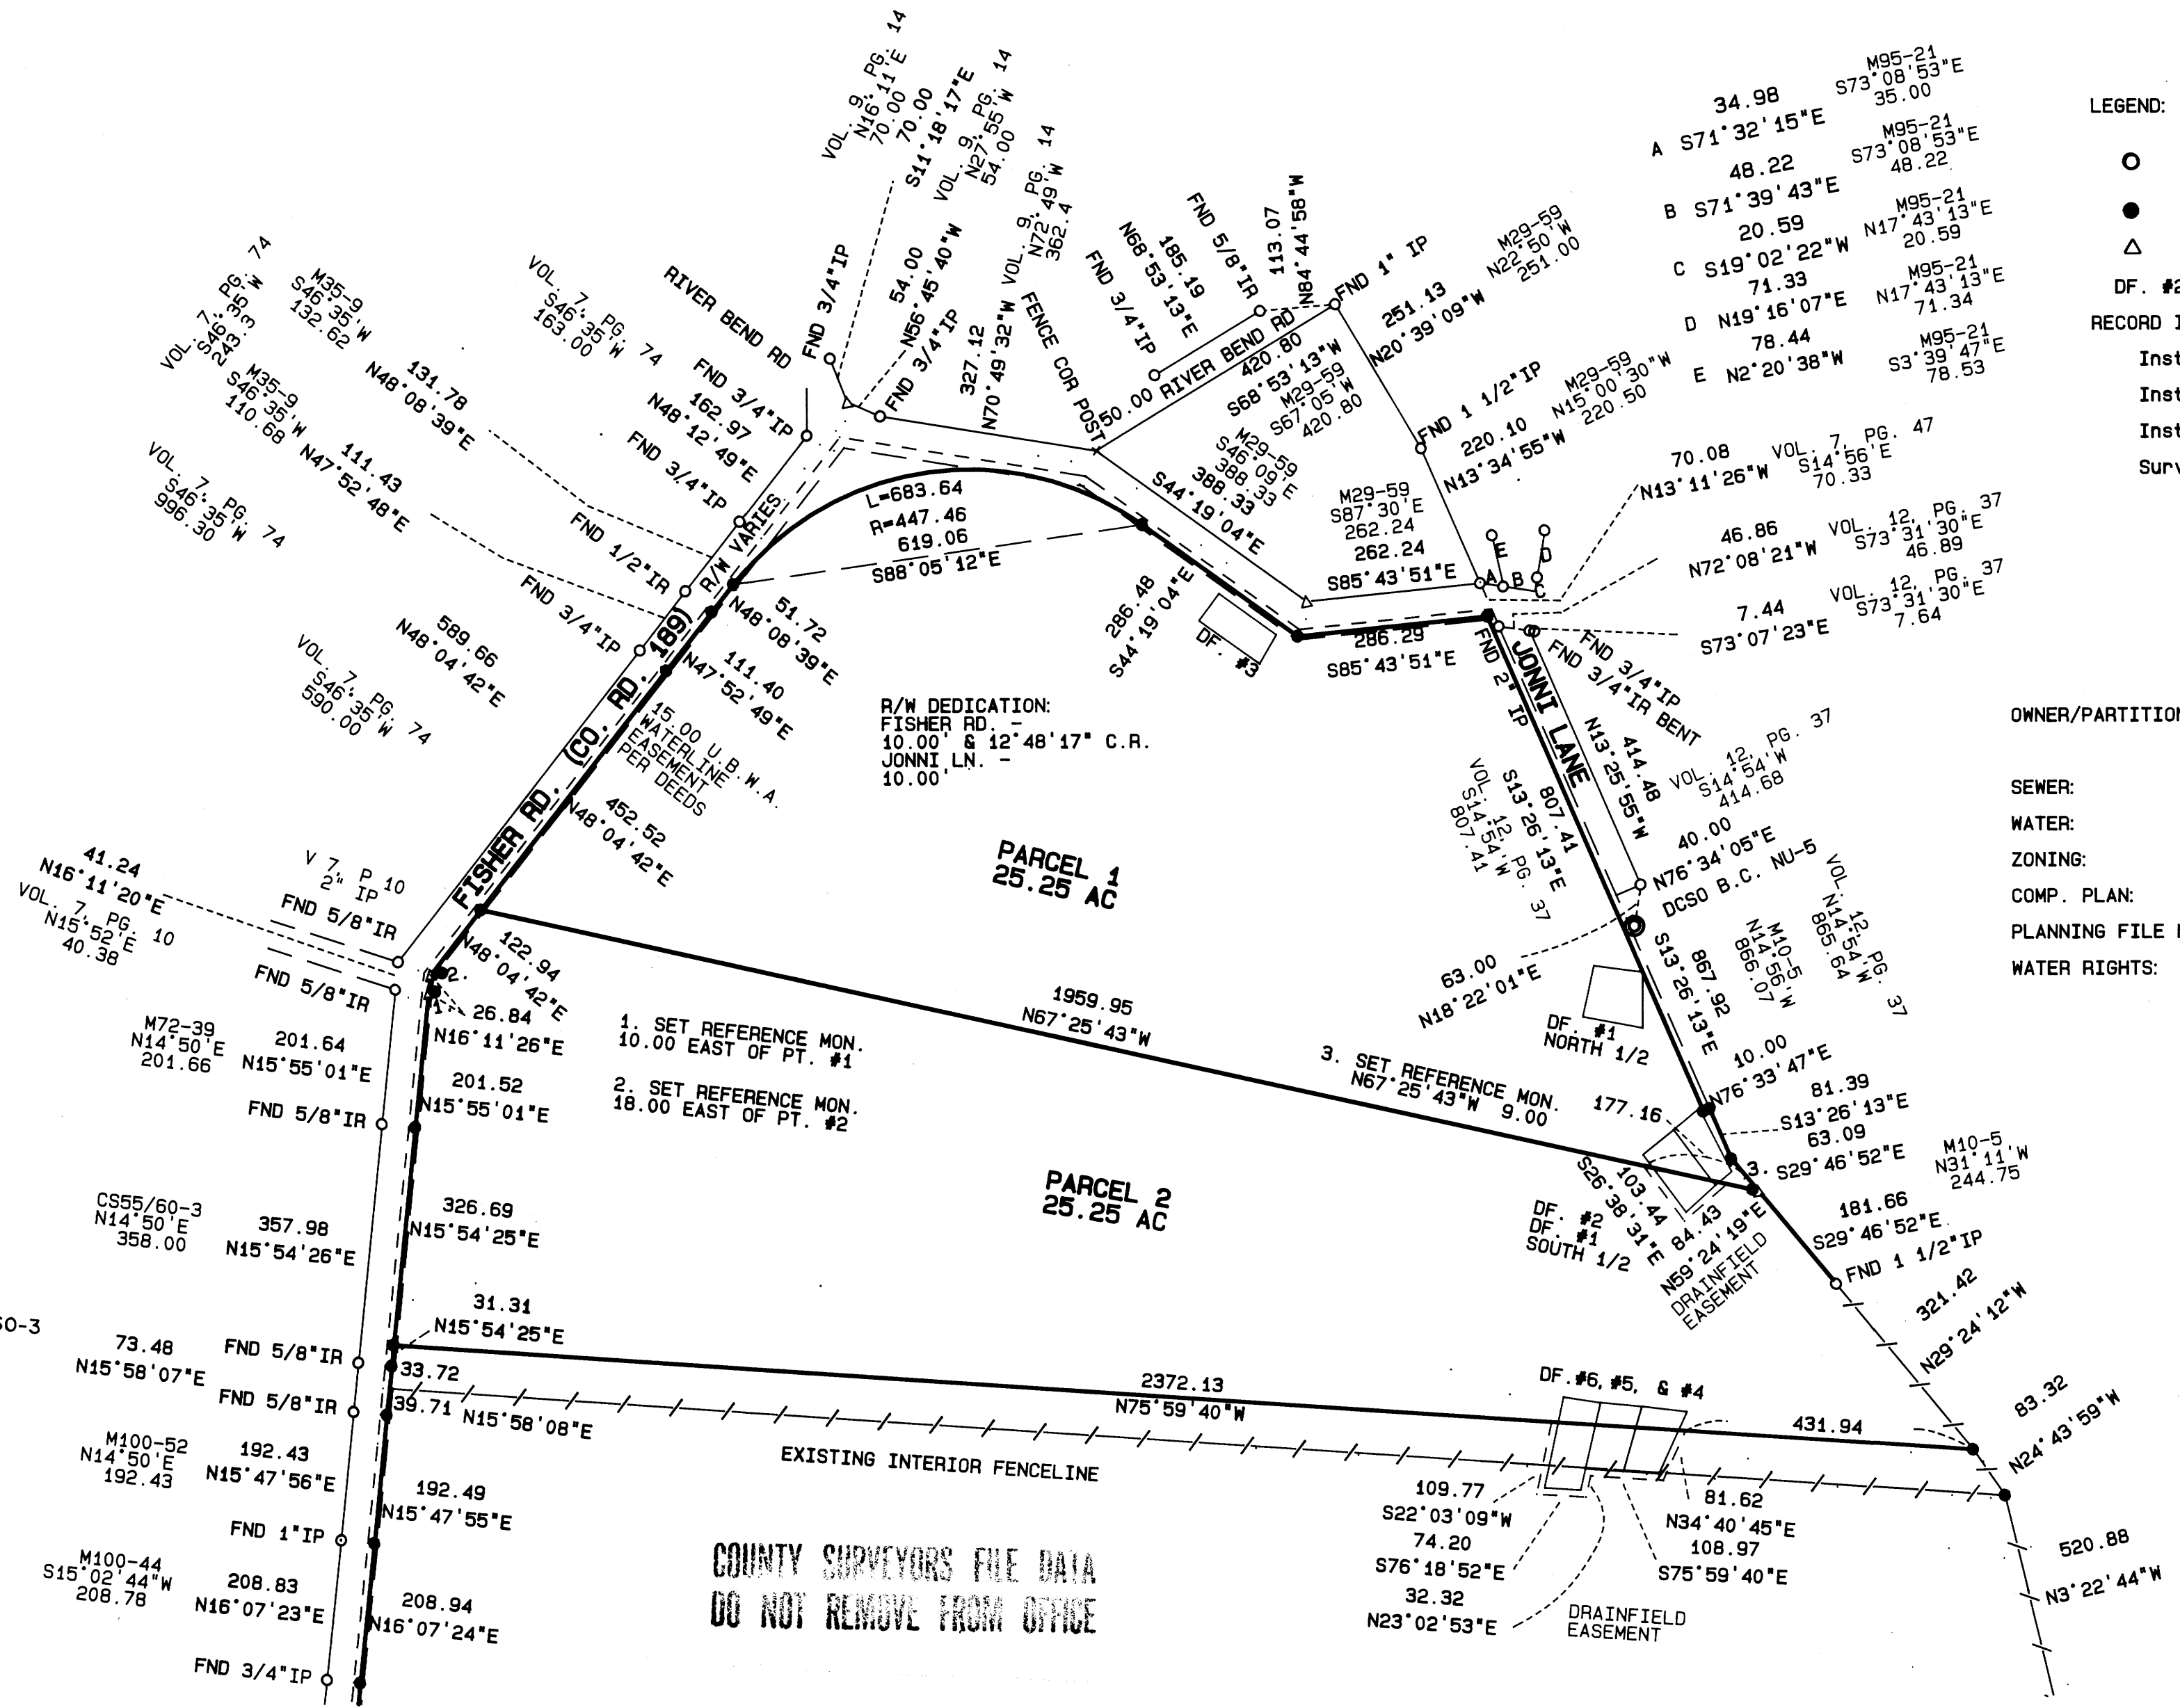 VOL. 9, PG. 14
N16°11'E
70.00
70.00
S11°18'17"E
VOL. 9, PG. 14
N27°55'W
54.00
54.00
N56°45'40"W
VOL. 9, PG. 14
N72°49'W
362.4
327.12
N70°49'32"W
FND 3/4"IP
FND 3/4"IP
FENCE COR POST
FND 3/4"IP
N68°53'13"E
185.19
FND 5/8"IR
113.07
N84°44'58"W
FND 1" IP
50.00 RIVER BEND RD
420.80
S68°53'13"W
M29-59
S67°05'W
420.80
M29-59
N22°50'W
251.00
251.13
N20°39'09"W
FND 1 1/2"IP
M29-59
N15°00'30"W
220.50
220.10
N13°34'55"W
M29-59
S46°09'E
388.33
388.33
S44°19'04"E
M29-59
S87°30'E
262.24
262.24
S85°43'51"E
34.98
A S71°32'15"E
M95-21
S73°08'53"E
35.00
48.22
B S71°39'43"E
M95-21
S73°08'53"E
48.22
20.59
C S19°02'22"W
M95-21
N17°43'13"E
20.59
71.33
D N19°16'07"E
M95-21
N17°43'13"E
71.34
78.44
E N2°20'38"W
M95-21
S3°39'47"E
78.53
E
D
A
B
C
LEGEND:
DF. #2
RECORD
Inst
Inst
Inst
Surv
70.08
N13°11'26"W
VOL. 7, PG. 47
S14°56'E
70.33
46.86
N72°08'21"W
VOL. 12, PG. 37
S73°31'30"E
46.89
7.44
S73°07'23"E
VOL. 12, PG. 37
S73°31'30"E
7.64
OWNER/PARTITION
SEWER:
WATER:
ZONING:
COMP. PLAN:
PLANNING FILE
WATER RIGHTS:
RIVER BEND RD
VOL. 7, PG. 74
S46°35'W
163.00
FND 3/4"IP
162.97
N48°12'49"E
FND 3/4"IP
M35-9
S46°35'W
132.62
131.78
N48°08'39"E
VOL. 7, PG. 74
S46°35'W
243.3
M35-9
S46°35'W
110.68
111.43
N47°52'48"E
VOL. 7, PG. 74
S46°35'W
996.30
FND 1/2"IR
FND 3/4"IP
589.66
N48°04'42"E
VOL. 7, PG. 74
S46°35'W
590.00
R/W VARIES
FISHER RD. (CO. RD. 189)
L=683.64
R=447.46
619.06
S88°05'12"E
51.72
N48°08'39"E
111.40
N47°52'49"E
15.00 U.B.W.A.
WATERLINE
EASEMENT
PER DEEDS
452.52
N48°04'42"E
R/W DEDICATION:
FISHER RD. -
10.00' & 12°48'17" C.R.
JONNI LN. -
10.00'
286.48
S44°19'04"E
DF. #3
286.29
S85°43'51"E
FND 2" IP
JONNI LANE
FND 3/4"IP
FND 3/4"IR BENT
414.48
N13°25'55"W
VOL. 12, PG. 37
S14°54'W
414.68
807.41
S13°26'13"E
VOL. 12, PG. 37
S14°54'W
807.41
40.00
N76°34'05"E
DCSO B.C. NU-5
63.00
N18°22'01"E
867.92
S13°26'13"E
M10-5
N14°56'W
866.07
VOL. 12, PG. 37
N14°54'W
865.64
DF. #1
NORTH 1/2
PARCEL 1
25.25 AC
41.24
N16°11'20"E
VOL. 7, PG. 10
N15°52'E
40.38
V 7, P 10
2" IP
FND 5/8"IR
FND 5/8"IR
2.
1
122.94
N48°04'42"E
26.84
N16°11'26"E
1. SET REFERENCE MON.
10.00 EAST OF PT. #1
2. SET REFERENCE MON.
18.00 EAST OF PT. #2
1959.95
N67°25'43"W
3. SET REFERENCE MON.
N67°25'43"W 9.00
177.16
10.00
N76°33'47"E
81.39
S13°26'13"E
63.09
S29°46'52"E
3.
M10-5
N31°11'W
244.75
181.66
S29°46'52"E
FND 1 1/2"IP
103.44
S26°38'31"E
84.43
N59°24'19"E
DRAINFIELD
EASEMENT
DF. #2
DF. #1
SOUTH 1/2
321.42
N29°24'12"W
83.32
N24°43'59"W
520.88
N3°22'44"W
M72-39
N14°50'E
201.66
201.64
N15°55'01"E
201.52
N15°55'01"E
FND 5/8"IR
CS55/60-3
N14°50'E
358.00
357.98
N15°54'26"E
326.69
N15°54'25"E
PARCEL 2
25.25 AC
31.31
N15°54'25"E
SO-3
73.48
N15°58'07"E
FND 5/8"IR
FND 5/8"IR
33.72
39.71
N15°58'08"E
2372.13
N75°59'40"W
EXISTING INTERIOR FENCELINE
DF.#6,#5, & #4
431.94
M100-52
N14°50'E
192.43
192.43
N15°47'56"E
192.49
N15°47'55"E
FND 1"IP
M100-44
S15°02'44"W
208.78
208.83
N16°07'23"E
208.94
N16°07'24"E
FND 3/4"IP
109.77
S22°03'09"W
74.20
S76°18'52"E
32.32
N23°02'53"E
81.62
N34°40'45"E
108.97
S75°59'40"E
DRAINFIELD
EASEMENT
COUNTY SURVEYORS FILE DATA
DO NOT REMOVE FROM OFFICE